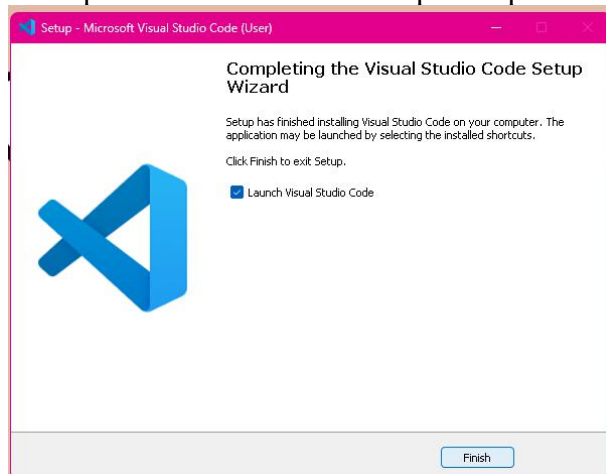 Setup - Microsoft Visual Studio Code (User)
Completing the Visual Studio Code Setup
Wizard
Setup has finished installing Visual Studio Code on your computer. The
application may be launched by selecting the installed shortcuts.
Click Finish to exit Setup.
Launch Visual Studio Code
Finish